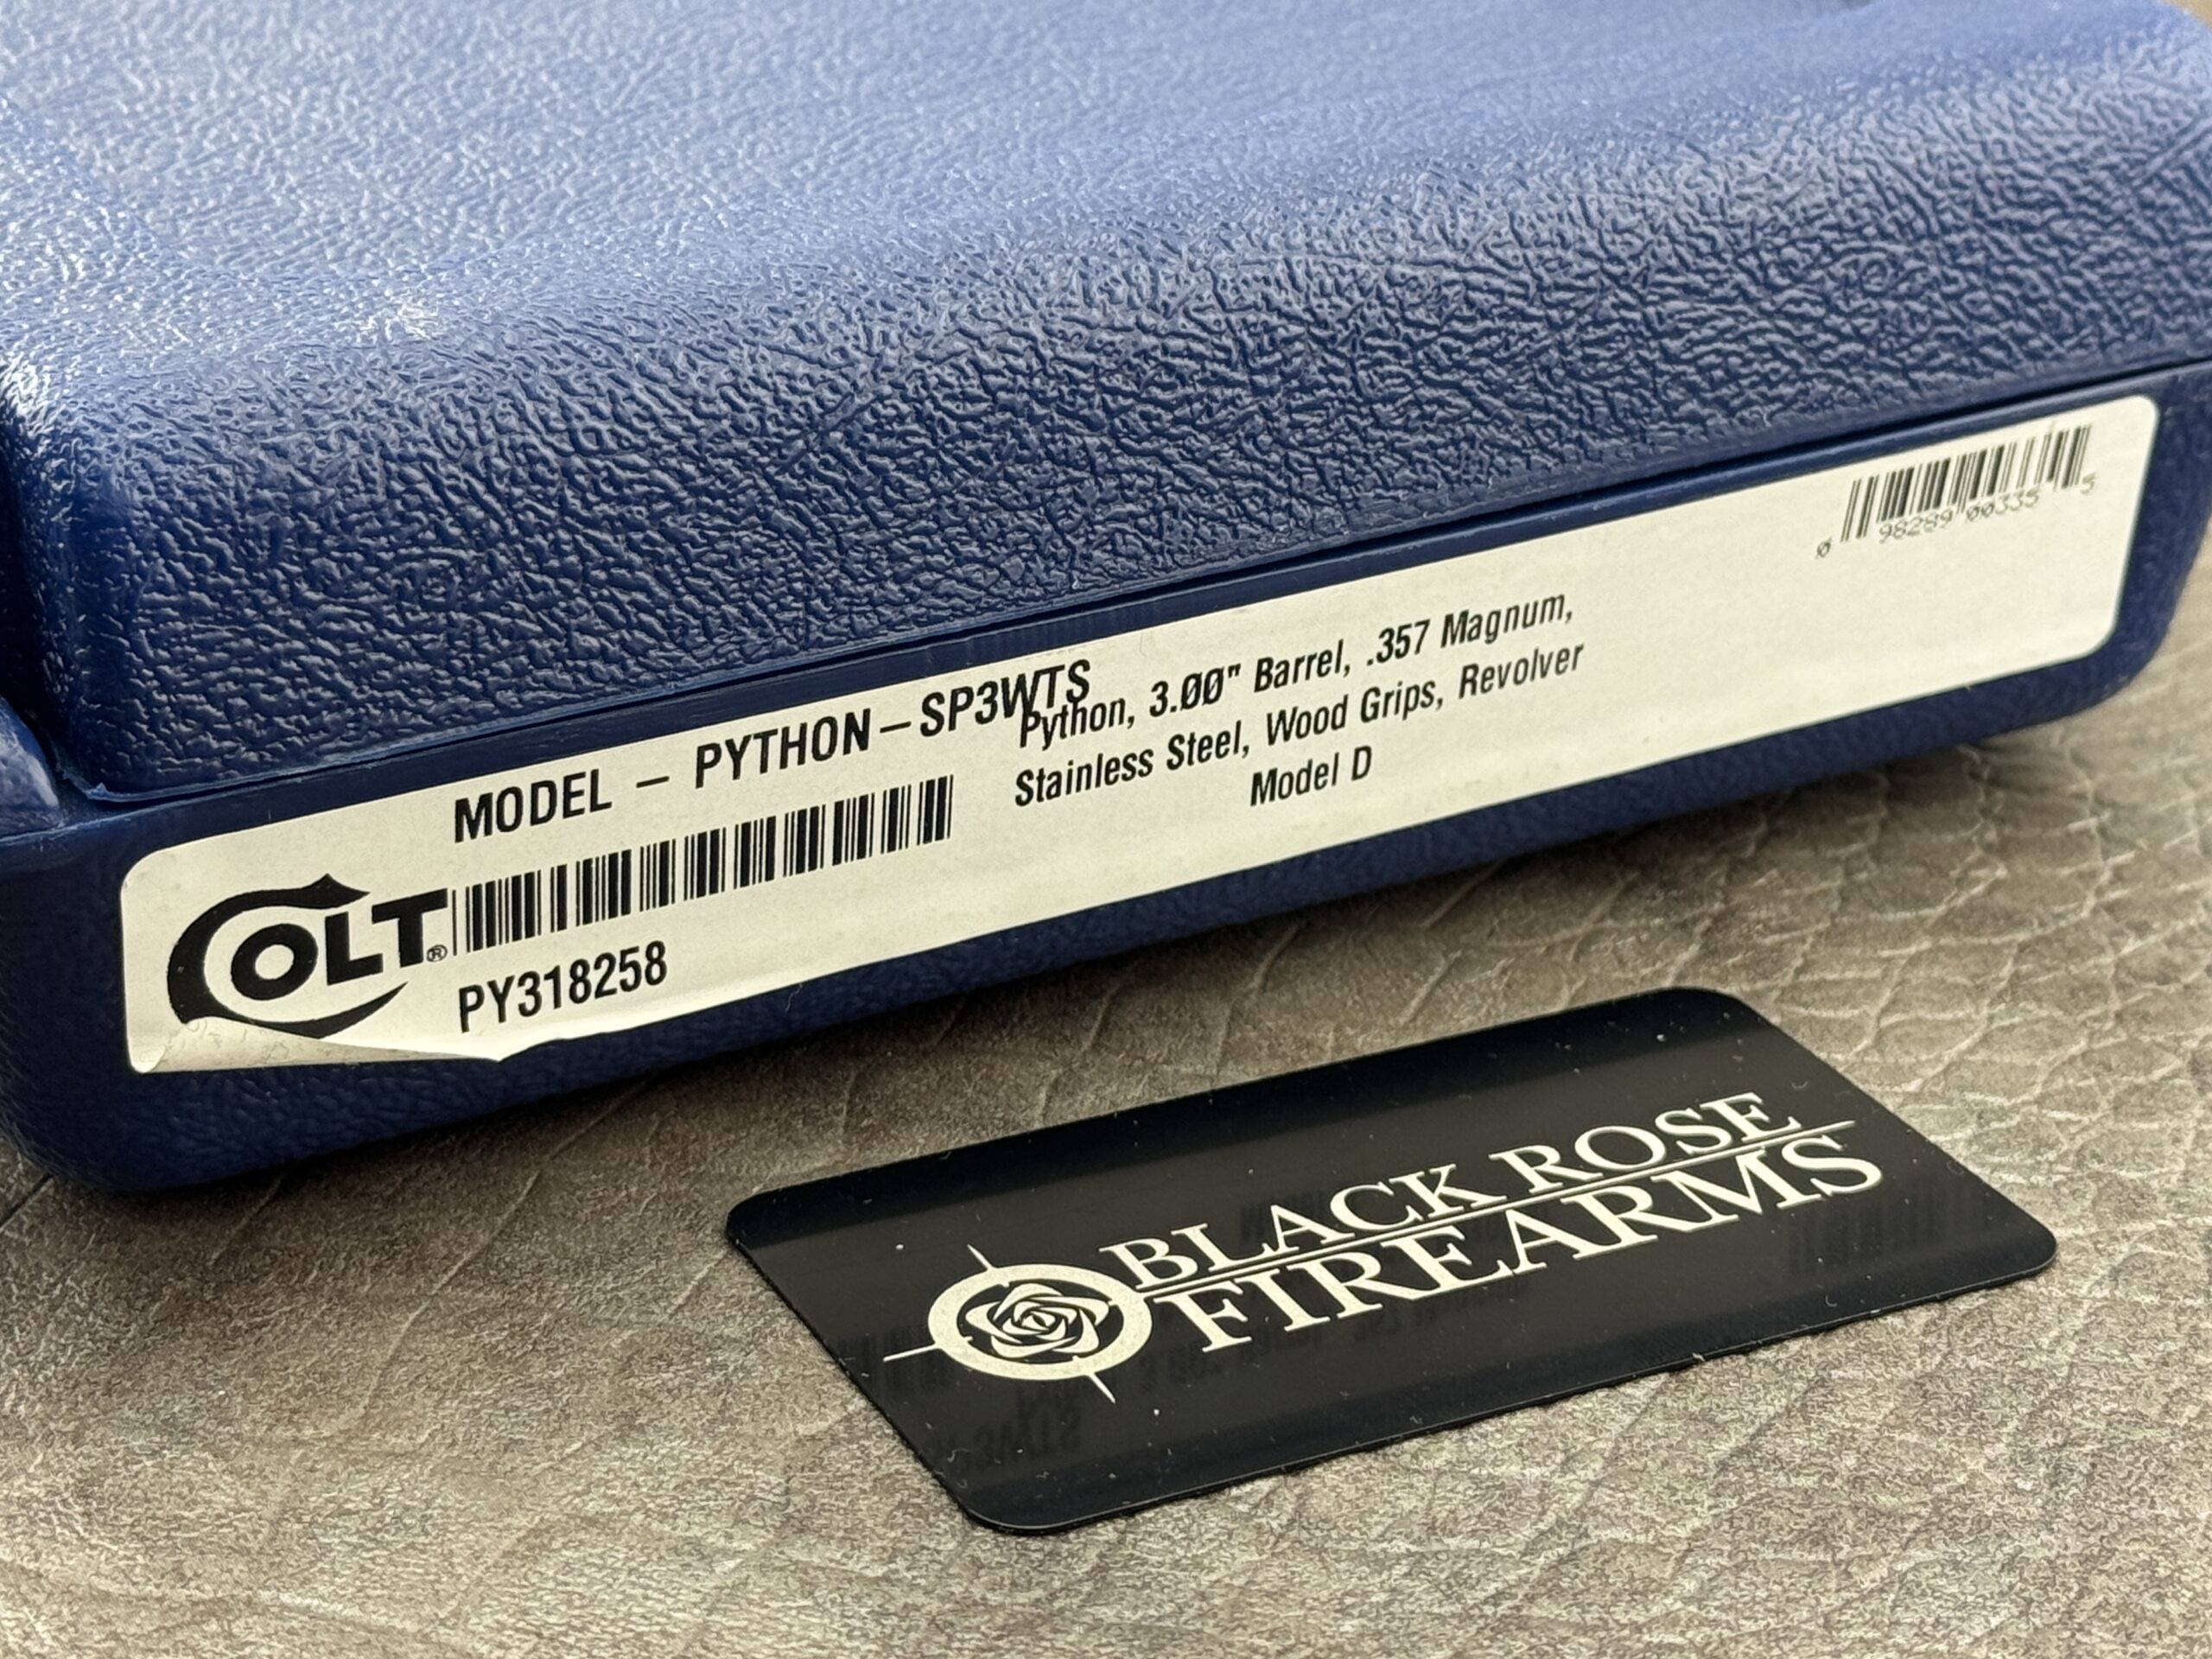 MODEL – PYTHON–SP3WTS
COLT®
PY318258
Python, 3.00" Barrel, .357 Magnum,
Stainless Steel, Wood Grips, Revolver
Model D
0 98289 00335 5
BLACK ROSE
FIREARMS